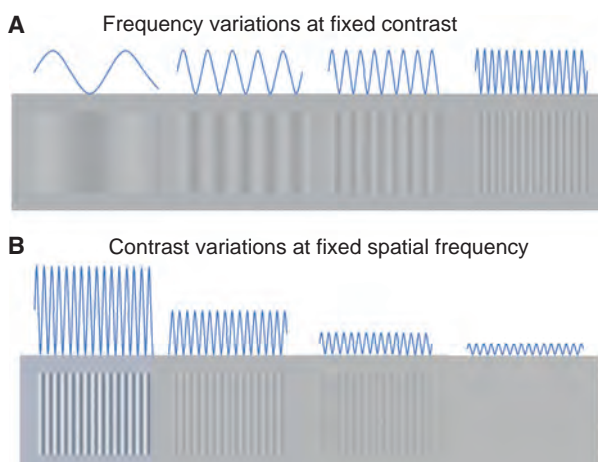 A Frequency variations at fixed contrast
B Contrast variations at fixed spatial frequency